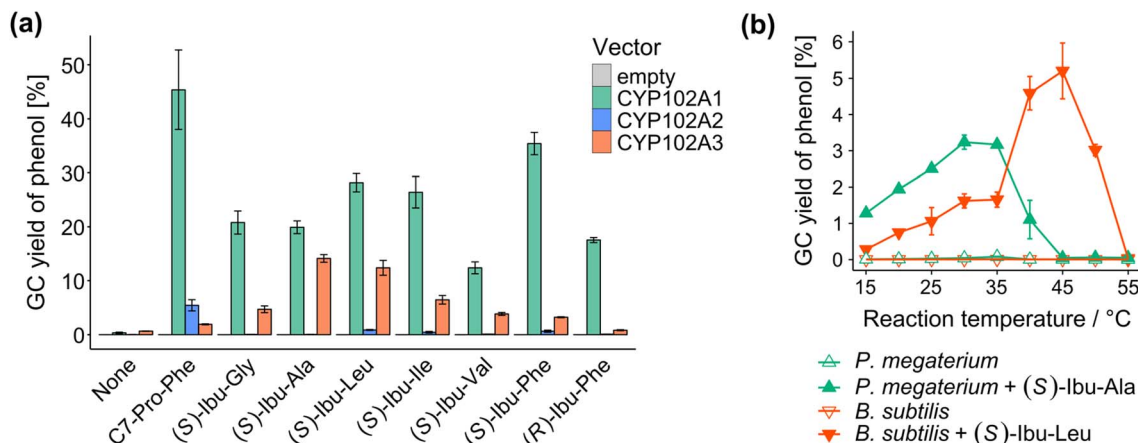 (a)
GC yield of phenol [%]
50
40
30
20
10
0
None
C7-Pro-Phe
(S)-Ibu-Gly
(S)-Ibu-Ala
(S)-Ibu-Leu
(S)-Ibu-Ile
(S)-Ibu-Val
(S)-Ibu-Phe
(R)-Ibu-Phe
Vector
empty
CYP102A1
CYP102A2
CYP102A3
(b)
GC yield of phenol [%]
6
5
4
3
2
1
0
15 25 35 45 55
Reaction temperature / °C
P. megaterium
P. megaterium + (S)-Ibu-Ala
B. subtilis
B. subtilis + (S)-Ibu-Leu